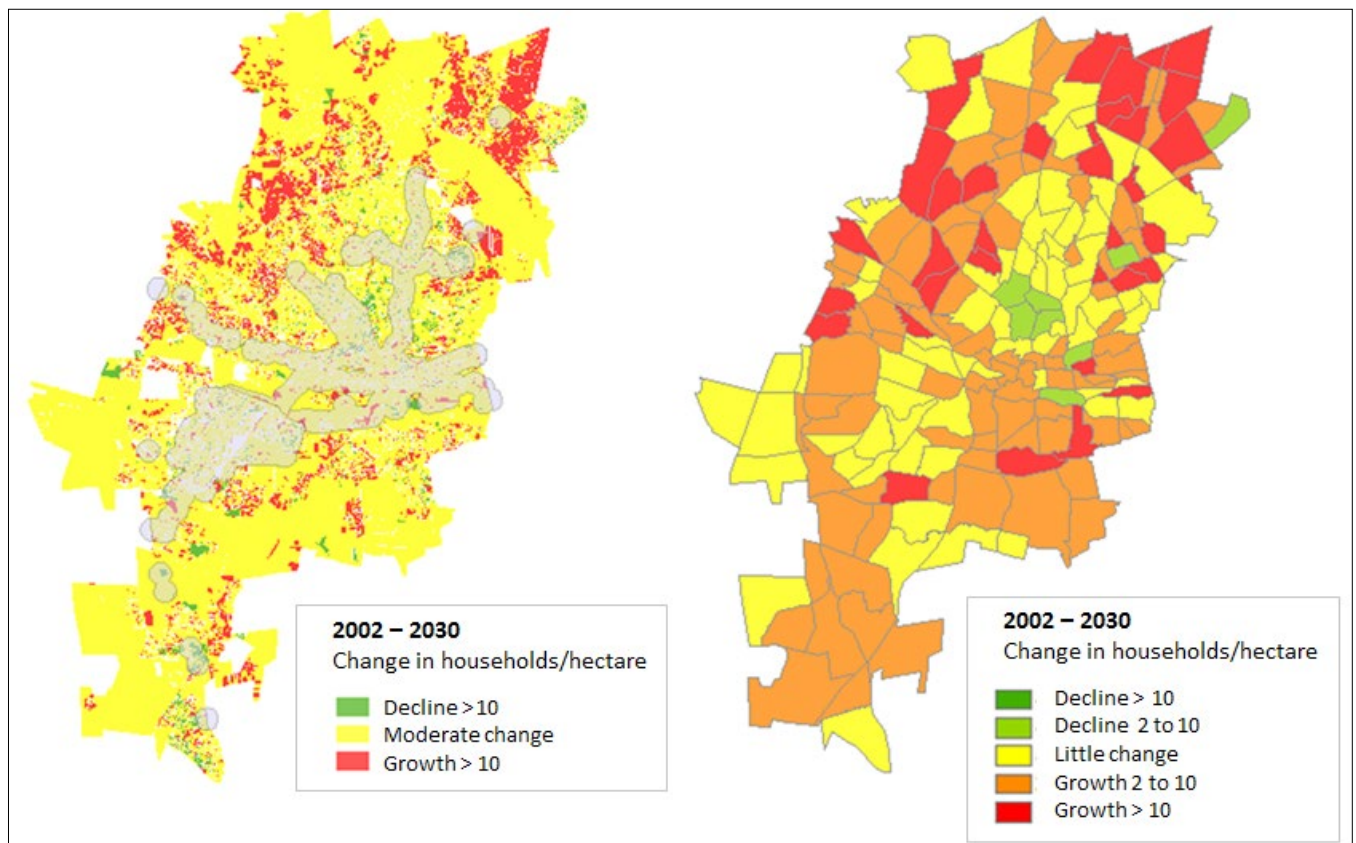 2002 – 2030
Change in households/hectare
Decline > 10
Moderate change
Growth > 10
2002 – 2030
Change in households/hectare
Decline > 10
Decline 2 to 10
Little change
Growth 2 to 10
Growth > 10